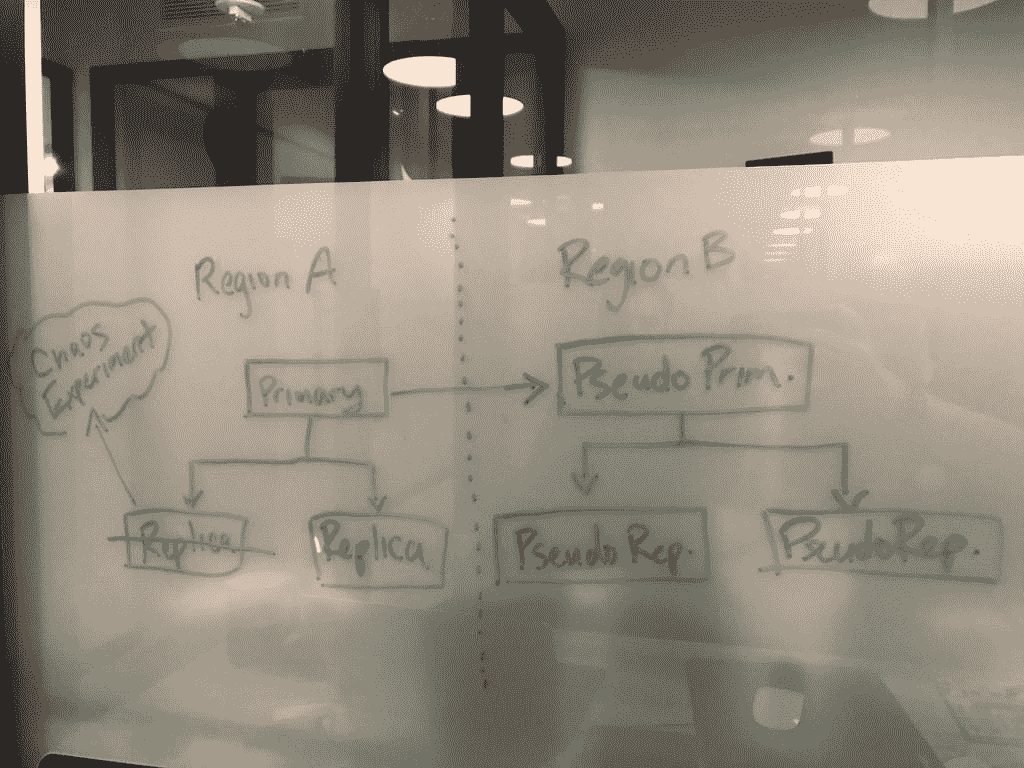 Region A
Region B
Chaos
Experiment
Primary
Pseudo Prim.
Replica
Replica
Pseudo Rep.
Pseudo Rep.